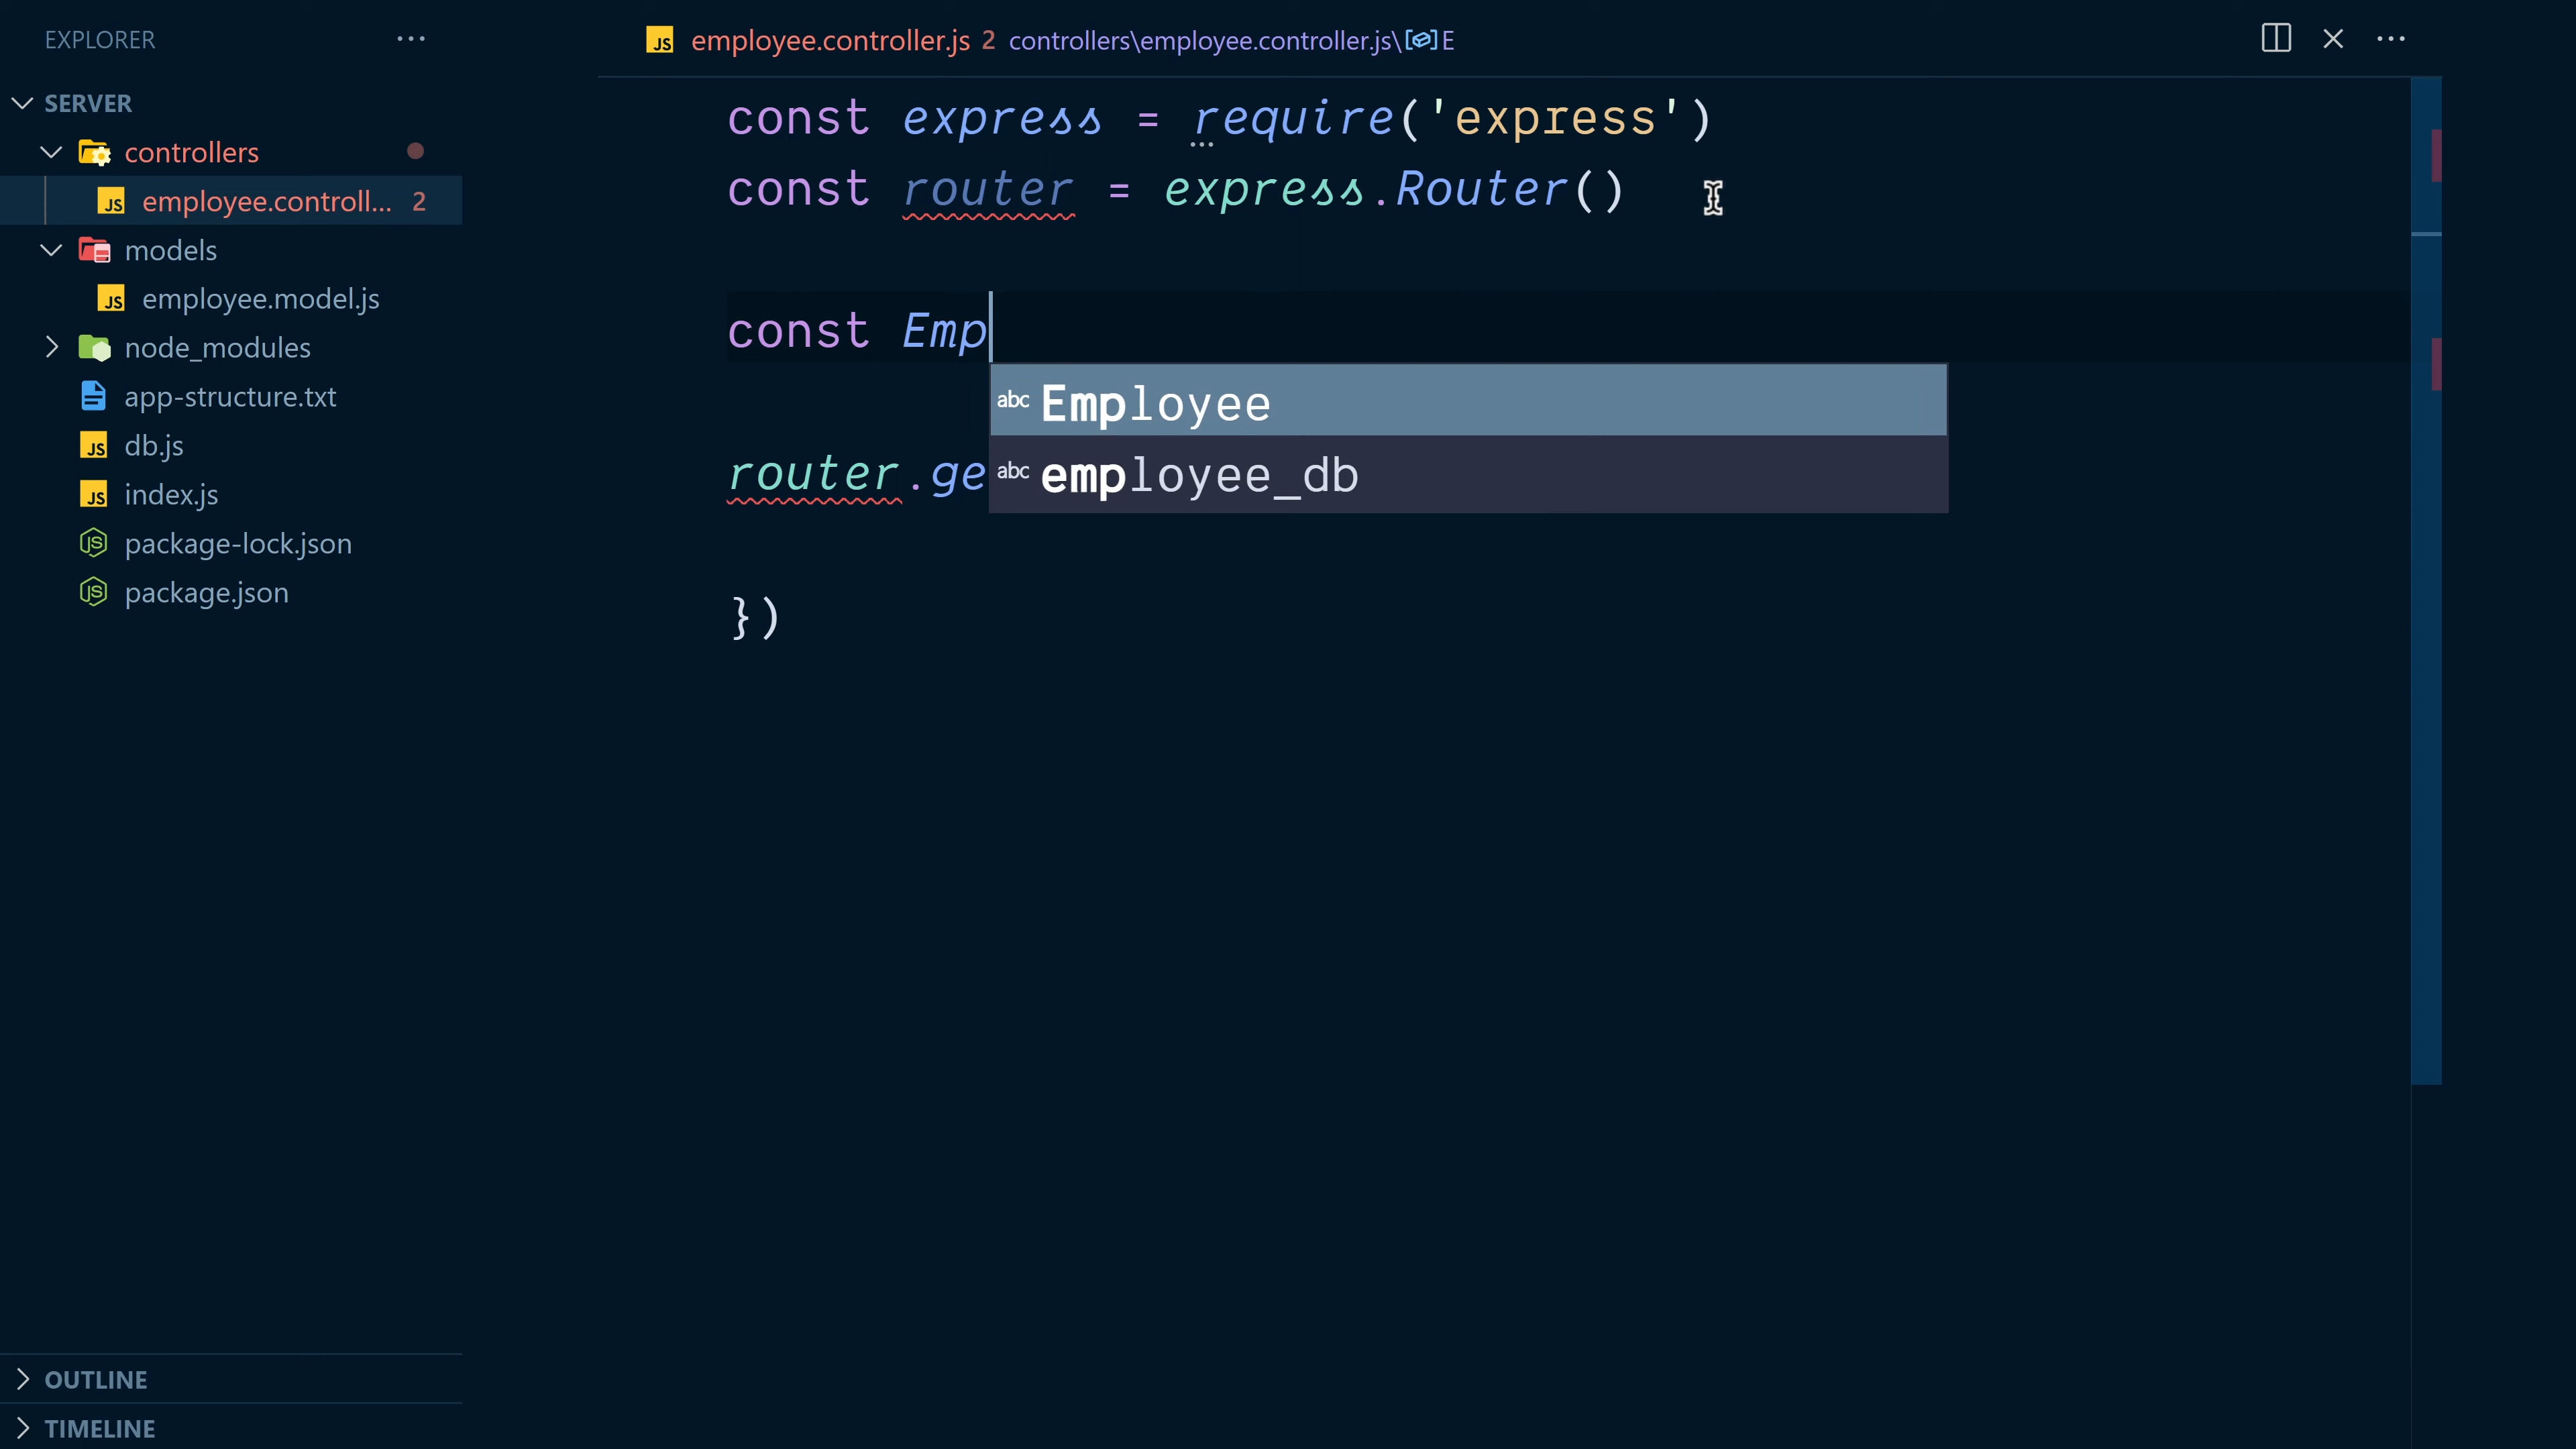 EXPLORER
SERVER
controllers
employee.controll... 2
models
employee.model.js
node_modules
app-structure.txt
db.js
index.js
package-lock.json
package.json
OUTLINE
TIMELINE
JS employee.controller.js 2 controllers\employee.controller.js\[]E
const express = require('express')
const router = express.Router()
const Emp
abc Employee
abc employee_db
router.ge
})